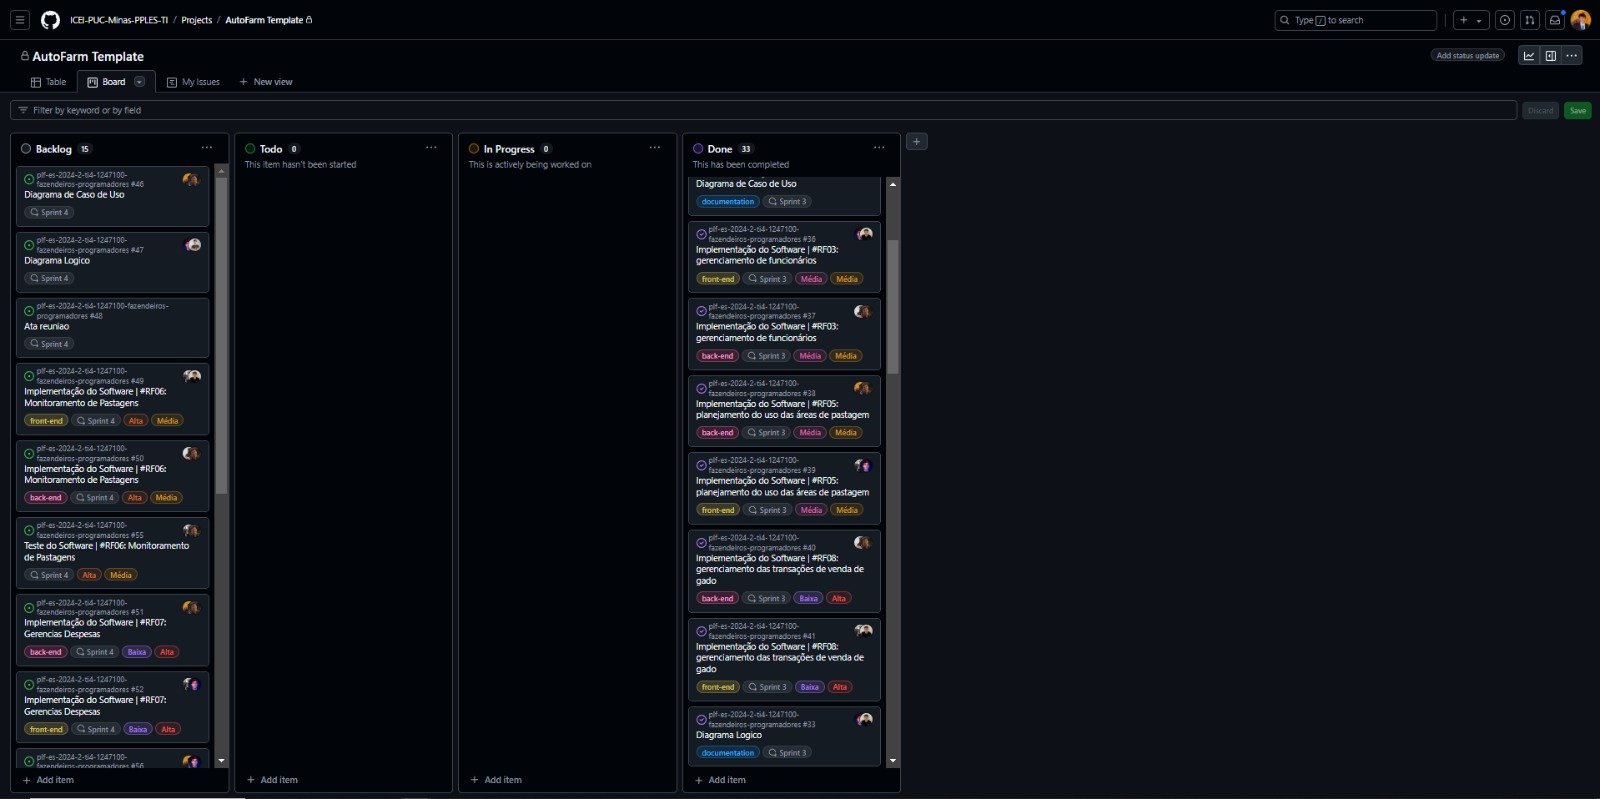 ICEI-PUC-Minas-PPLES-TI / Projects / AutoFarm Template
Type / to search
AutoFarm Template
Add status update
Table
Board
My Issues
New view
Filter by keyword or by field
Discard
Save
Backlog 15
plf-es-2024-2-ti4-1247100-
fazendeiros-programadores #46
Diagrama de Caso de Uso
Sprint 4
plf-es-2024-2-ti4-1247100-
fazendeiros-programadores #47
Diagrama Logico
Sprint 4
plf-es-2024-2-ti4-1247100-fazendeiros-
programadores #48
Ata reuniao
Sprint 4
plf-es-2024-2-ti4-1247100-
fazendeiros-programadores #49
Implementação do Software | #RF06:
Monitoramento de Pastagens
front-end Sprint 4 Alta Média
plf-es-2024-2-ti4-1247100-
fazendeiros-programadores #50
Implementação do Software | #RF06:
Monitoramento de Pastagens
back-end Sprint 4 Alta Média
plf-es-2024-2-ti4-1247100-
fazendeiros-programadores #55
Teste do Software | #RF06: Monitoramento
de Pastagens
Sprint 4 Alta Média
plf-es-2024-2-ti4-1247100-
fazendeiros-programadores #51
Implementação do Software | #RF07:
Gerencias Despesas
back-end Sprint 4 Baixa Alta
plf-es-2024-2-ti4-1247100-
fazendeiros-programadores #52
Implementação do Software | #RF07:
Gerencias Despesas
front-end Sprint 4 Baixa Alta
plf-es-2024-2-ti4-1247100-
fazendeiros-programadores #56
Add item
Todo 0
This item hasn't been started
Add item
In Progress 0
This is actively being worked on
Add item
Done 33
This has been completed
Diagrama de Caso de Uso
documentation Sprint 3
plf-es-2024-2-ti4-1247100-
fazendeiros-programadores #36
Implementação do Software | #RF03:
gerenciamento de funcionários
front-end Sprint 3 Média Média
plf-es-2024-2-ti4-1247100-
fazendeiros-programadores #37
Implementação do Software | #RF03:
gerenciamento de funcionários
back-end Sprint 3 Média Média
plf-es-2024-2-ti4-1247100-
fazendeiros-programadores #38
Implementação do Software | #RF05:
planejamento do uso das áreas de pastagem
back-end Sprint 3 Média Média
plf-es-2024-2-ti4-1247100-
fazendeiros-programadores #39
Implementação do Software | #RF05:
planejamento do uso das áreas de pastagem
front-end Sprint 3 Média Média
plf-es-2024-2-ti4-1247100-
fazendeiros-programadores #40
Implementação do Software | #RF08:
gerenciamento das transações de venda de
gado
back-end Sprint 3 Baixa Alta
plf-es-2024-2-ti4-1247100-
fazendeiros-programadores #41
Implementação do Software | #RF08:
gerenciamento das transações de venda de
gado
front-end Sprint 3 Baixa Alta
plf-es-2024-2-ti4-1247100-
fazendeiros-programadores #33
Diagrama Logico
documentation Sprint 3
Add item